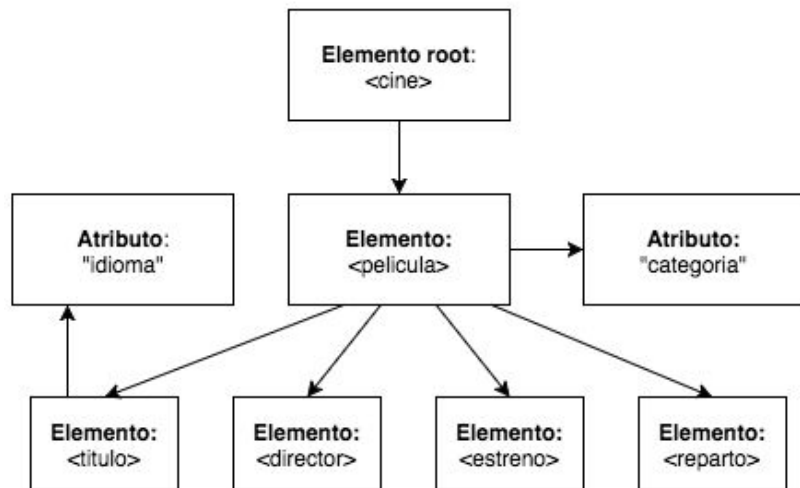 Elemento root:
<cine>
Atributo:
"idioma"
Elemento:
<pelicula>
Atributo:
"categoria"
Elemento:
<titulo>
Elemento:
<director>
Elemento:
<estreno>
Elemento:
<reparto>